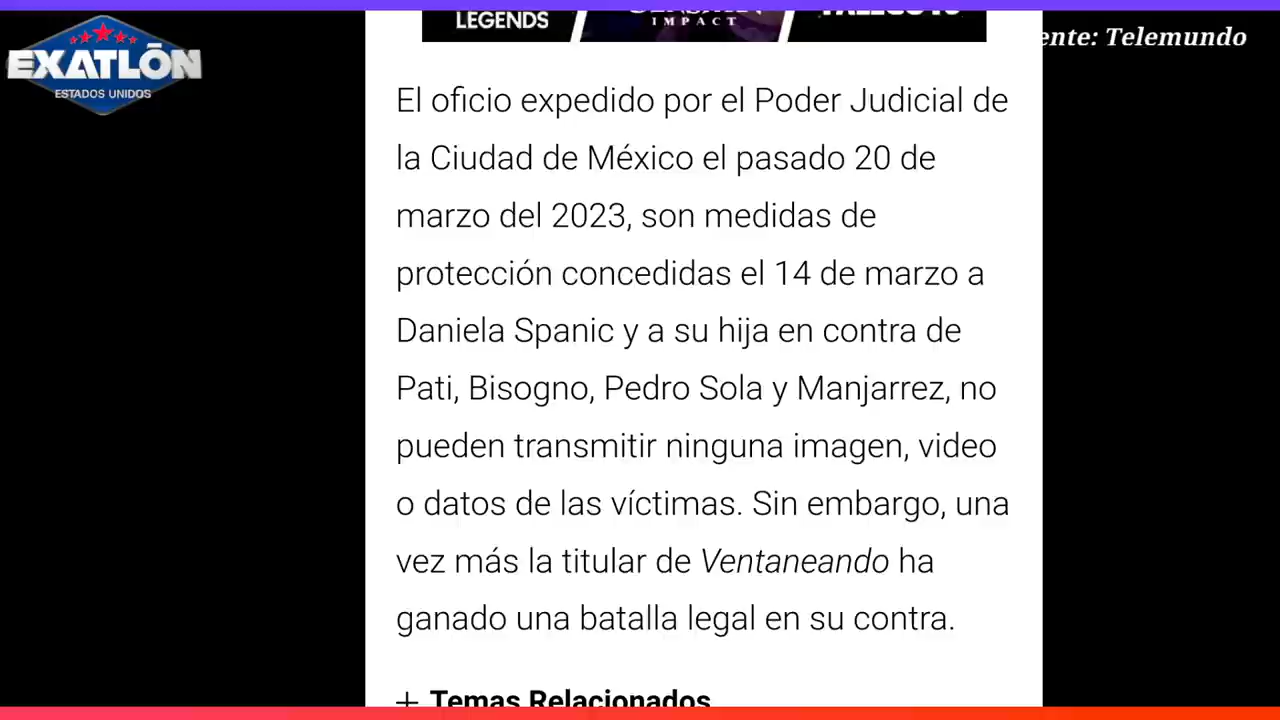 LEGENDS
IMPACT
EXATLÓN
ESTADOS UNIDOS
ente: Telemundo
El oficio expedido por el Poder Judicial de
la Ciudad de México el pasado 20 de
marzo del 2023, son medidas de
protección concedidas el 14 de marzo a
Daniela Spanic y a su hija en contra de
Pati, Bisogno, Pedro Sola y Manjarrez, no
pueden transmitir ninguna imagen, video
o datos de las víctimas. Sin embargo, una
vez más la titular de Ventaneando ha
ganado una batalla legal en su contra.
+ Temas Relacionados